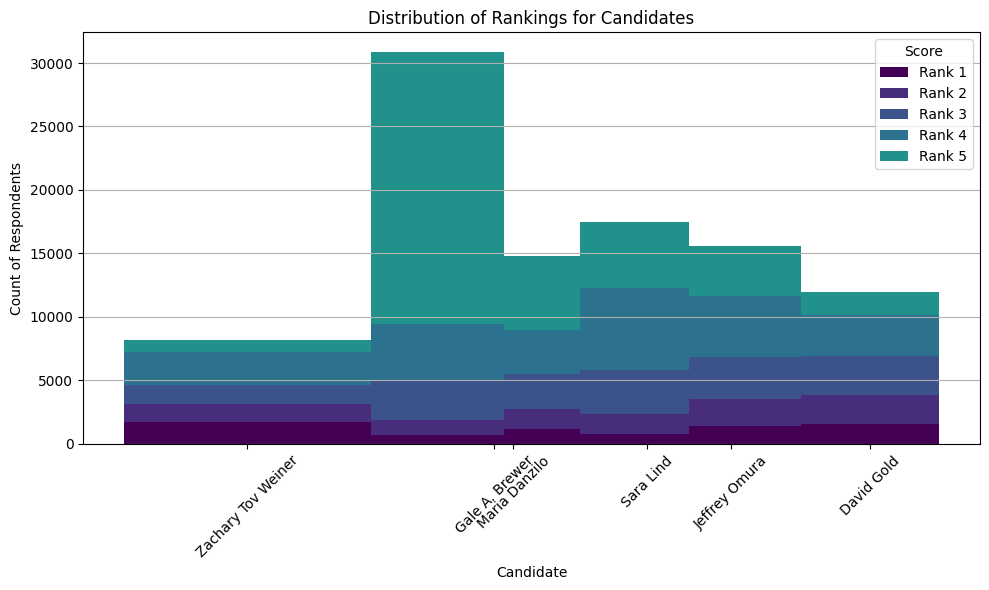 Distribution of Rankings for Candidates
Score
Rank 1
Rank 2
Rank 3
Rank 4
Rank 5
Count of Respondents
30000
25000
20000
15000
10000
5000
0
Zachary Tov Weiner
Gale A. Brewer
Maria Danzilo
Sara Lind
Jeffrey Omura
David Gold
Candidate